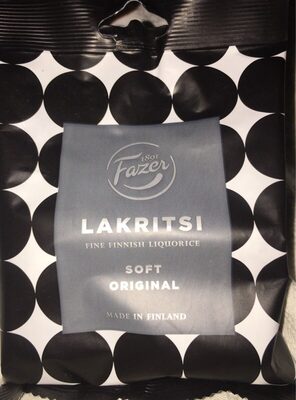 1891
Fazer
LAKRITSI
FINE FINNISH LIQUORICE
SOFT
ORIGINAL
MADE IN FINLAND